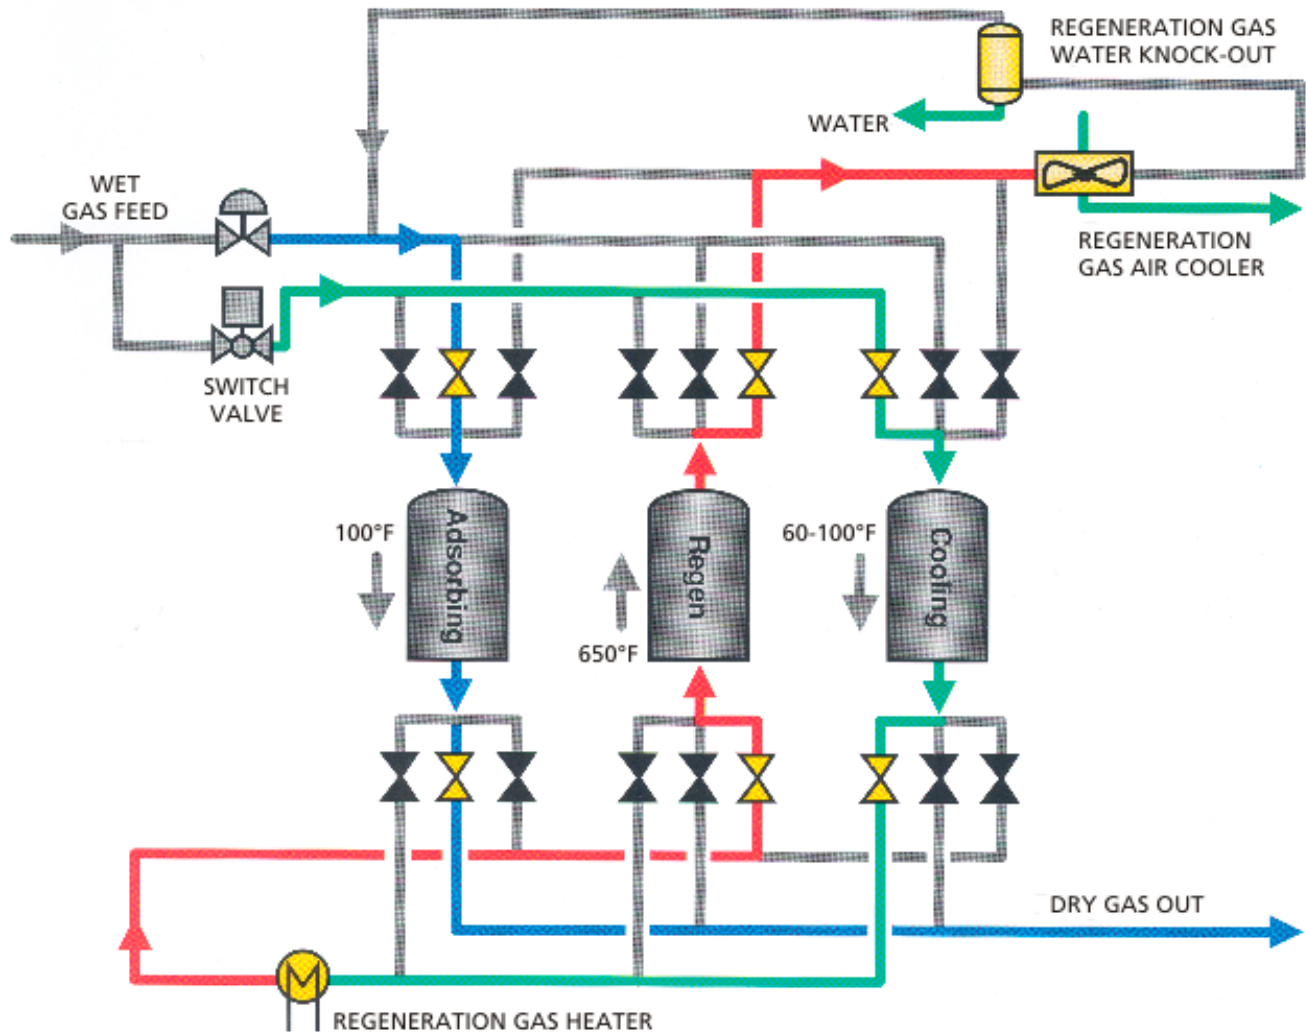 REGENERATION GAS
WATER KNOCK-OUT
WATER
WET
GAS FEED
REGENERATION
GAS AIR COOLER
SWITCH
VALVE
100°F
Adsorbing
650°F
Regen
60-100°F
Cooling
DRY GAS OUT
REGENERATION GAS HEATER